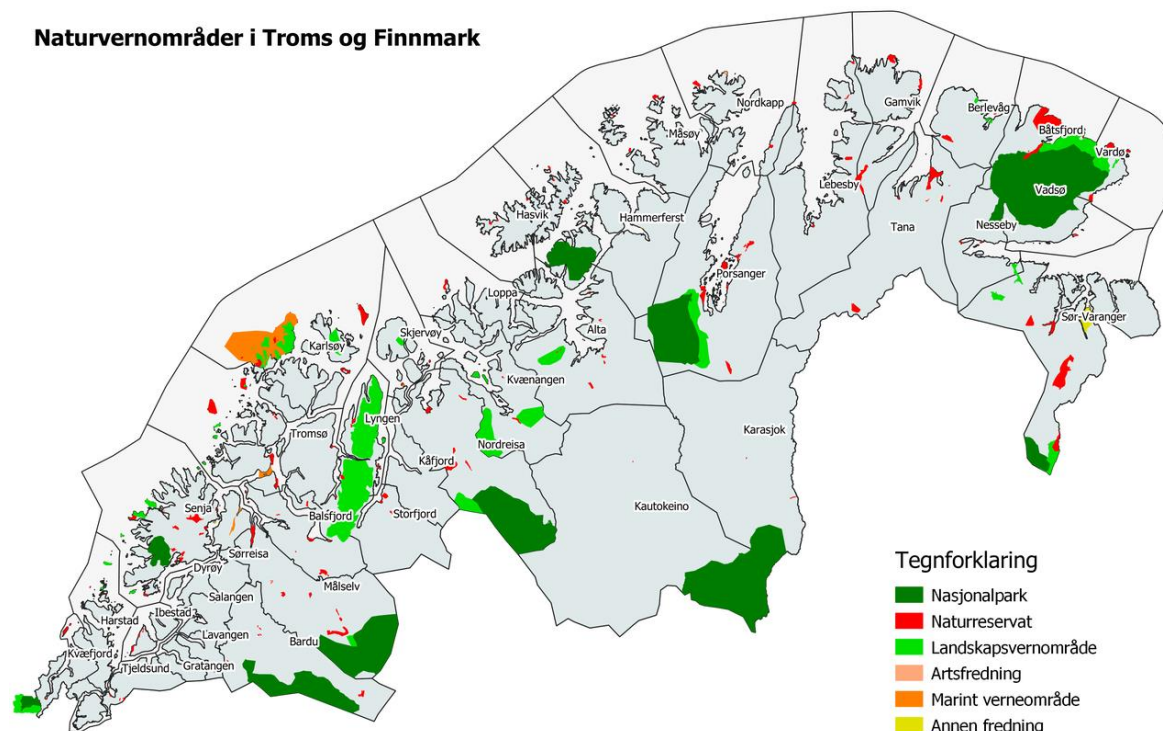 Naturvernområder i Troms og Finnmark
Gamvik
Nordkapp
Berlevåg
Båtsfjord
Måsøy
Vardø
Lebesby
Vadsø
Hasvik
Hammerferst
Tana
Nesseby
Porsanger
Loppa
Sør-Varanger
Skjervøy
Alta
Karlsøy
Kvænangen
Lyngen
Karasjok
Tromsø
Nordreisa
Kåfjord
Kautokeino
Senja
Balsfjord
Storfjord
Sørreisa
Dyrøy
Målselv
Salangen
Ibestad
Harstad
Lavangen
Bardu
Kvæfjord
Tjeldsund
Gratangen
Tegnforklaring
Nasjonalpark
Naturreservat
Landskapsvernområde
Artsfredning
Marint verneområde
Annen fredning